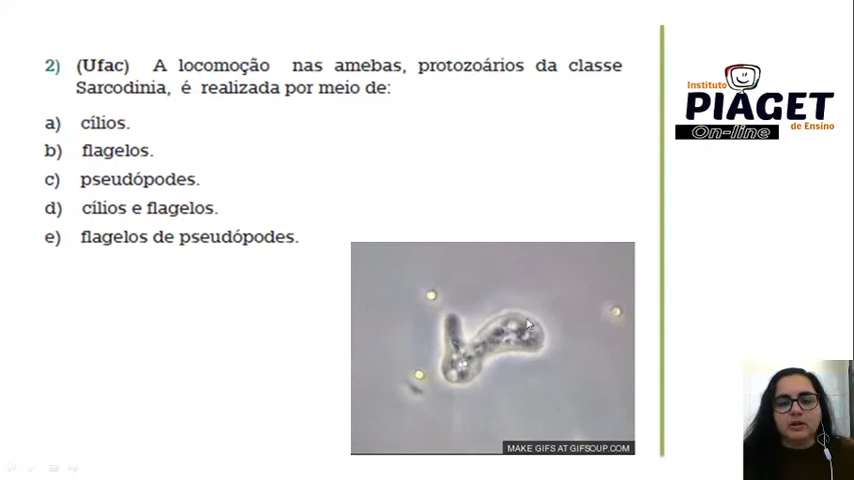 2) (Ufac) A locomoção nas amebas, protozoários da classe
Sarcodinia, é realizada por meio de:
a) cílios.
b) flagelos.
c) pseudópodes.
d) cílios e flagelos.
e) flagelos de pseudópodes.
MAKE GIFS AT GIFSOUP.COM
Instituto
PIAGET
On-line de Ensino